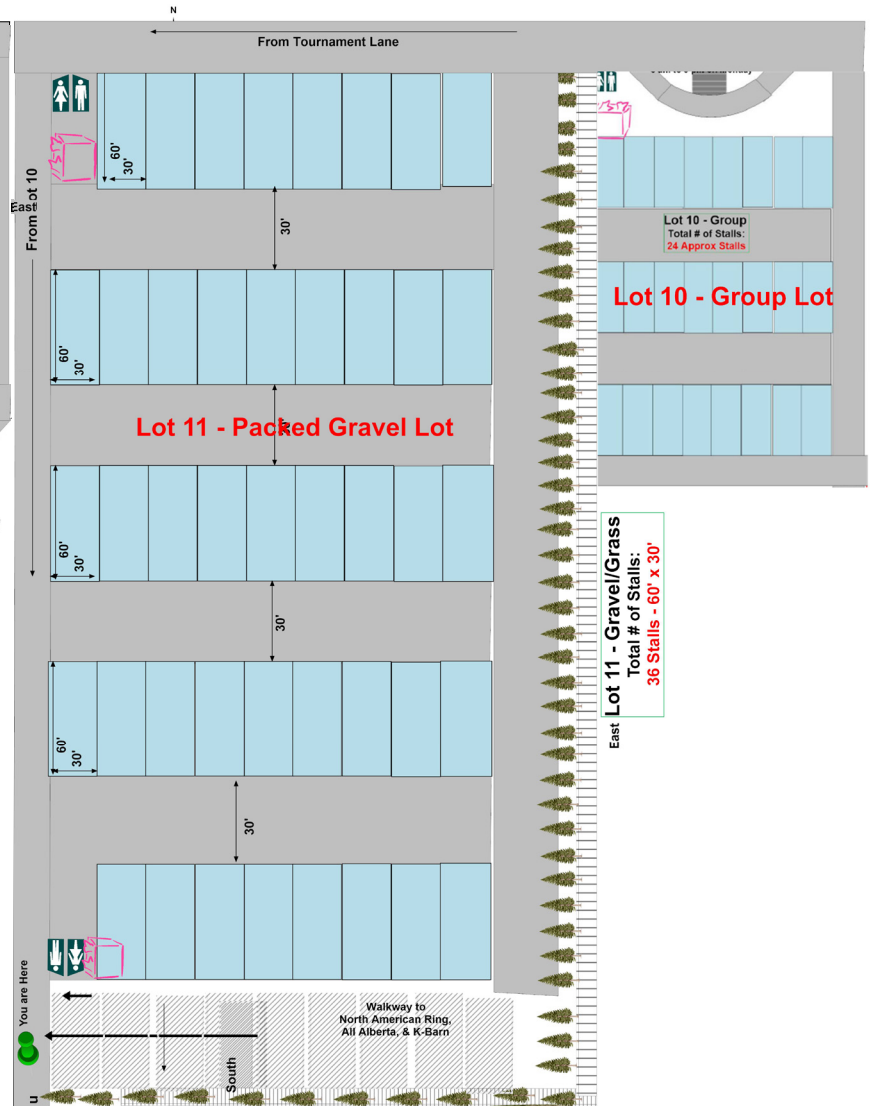 N
From Tournament Lane
60'
30'
From Lot 10
East
30'
Lot 10 - Group
Total # of Stalls:
24 Approx Stalls
Lot 10 - Group Lot
60'
30'
Lot 11 - Packed Gravel Lot
30'
60'
30'
30'
Lot 11 - Gravel/Grass
Total # of Stalls:
36 Stalls - 60' x 30'
East
60'
30'
30'
You are Here
Walkway to
North American Ring,
All Alberta, & K-Barn
South